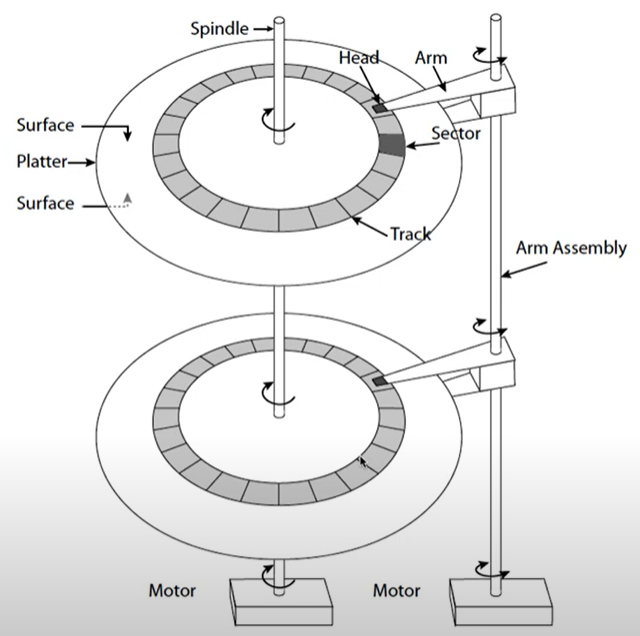 Spindle
Head
Arm
Surface
Sector
Platter
Surface
Track
Arm Assembly
Motor
Motor